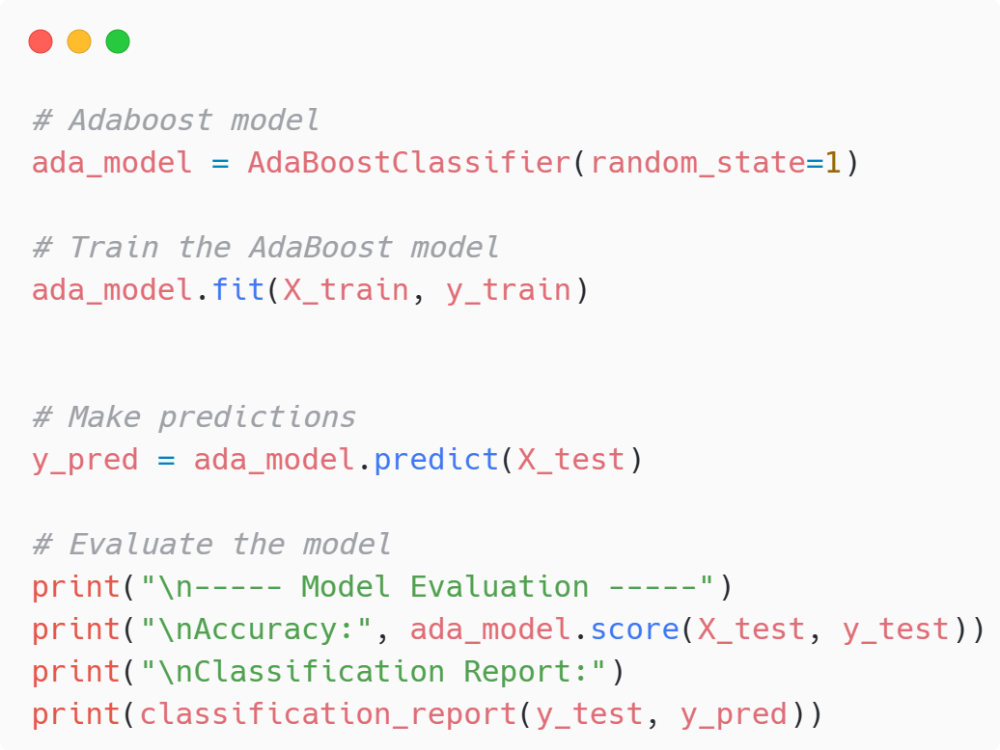 # Adaboost model
ada_model = AdaBoostClassifier(random_state=1)
# Train the AdaBoost model
ada_model.fit(X_train, y_train)
# Make predictions
y_pred = ada_model.predict(X_test)
# Evaluate the model
print("\n----- Model Evaluation -----")
print("\nAccuracy:", ada_model.score(X_test, y_test))
print("\nClassification Report:")
print(classification_report(y_test, y_pred))